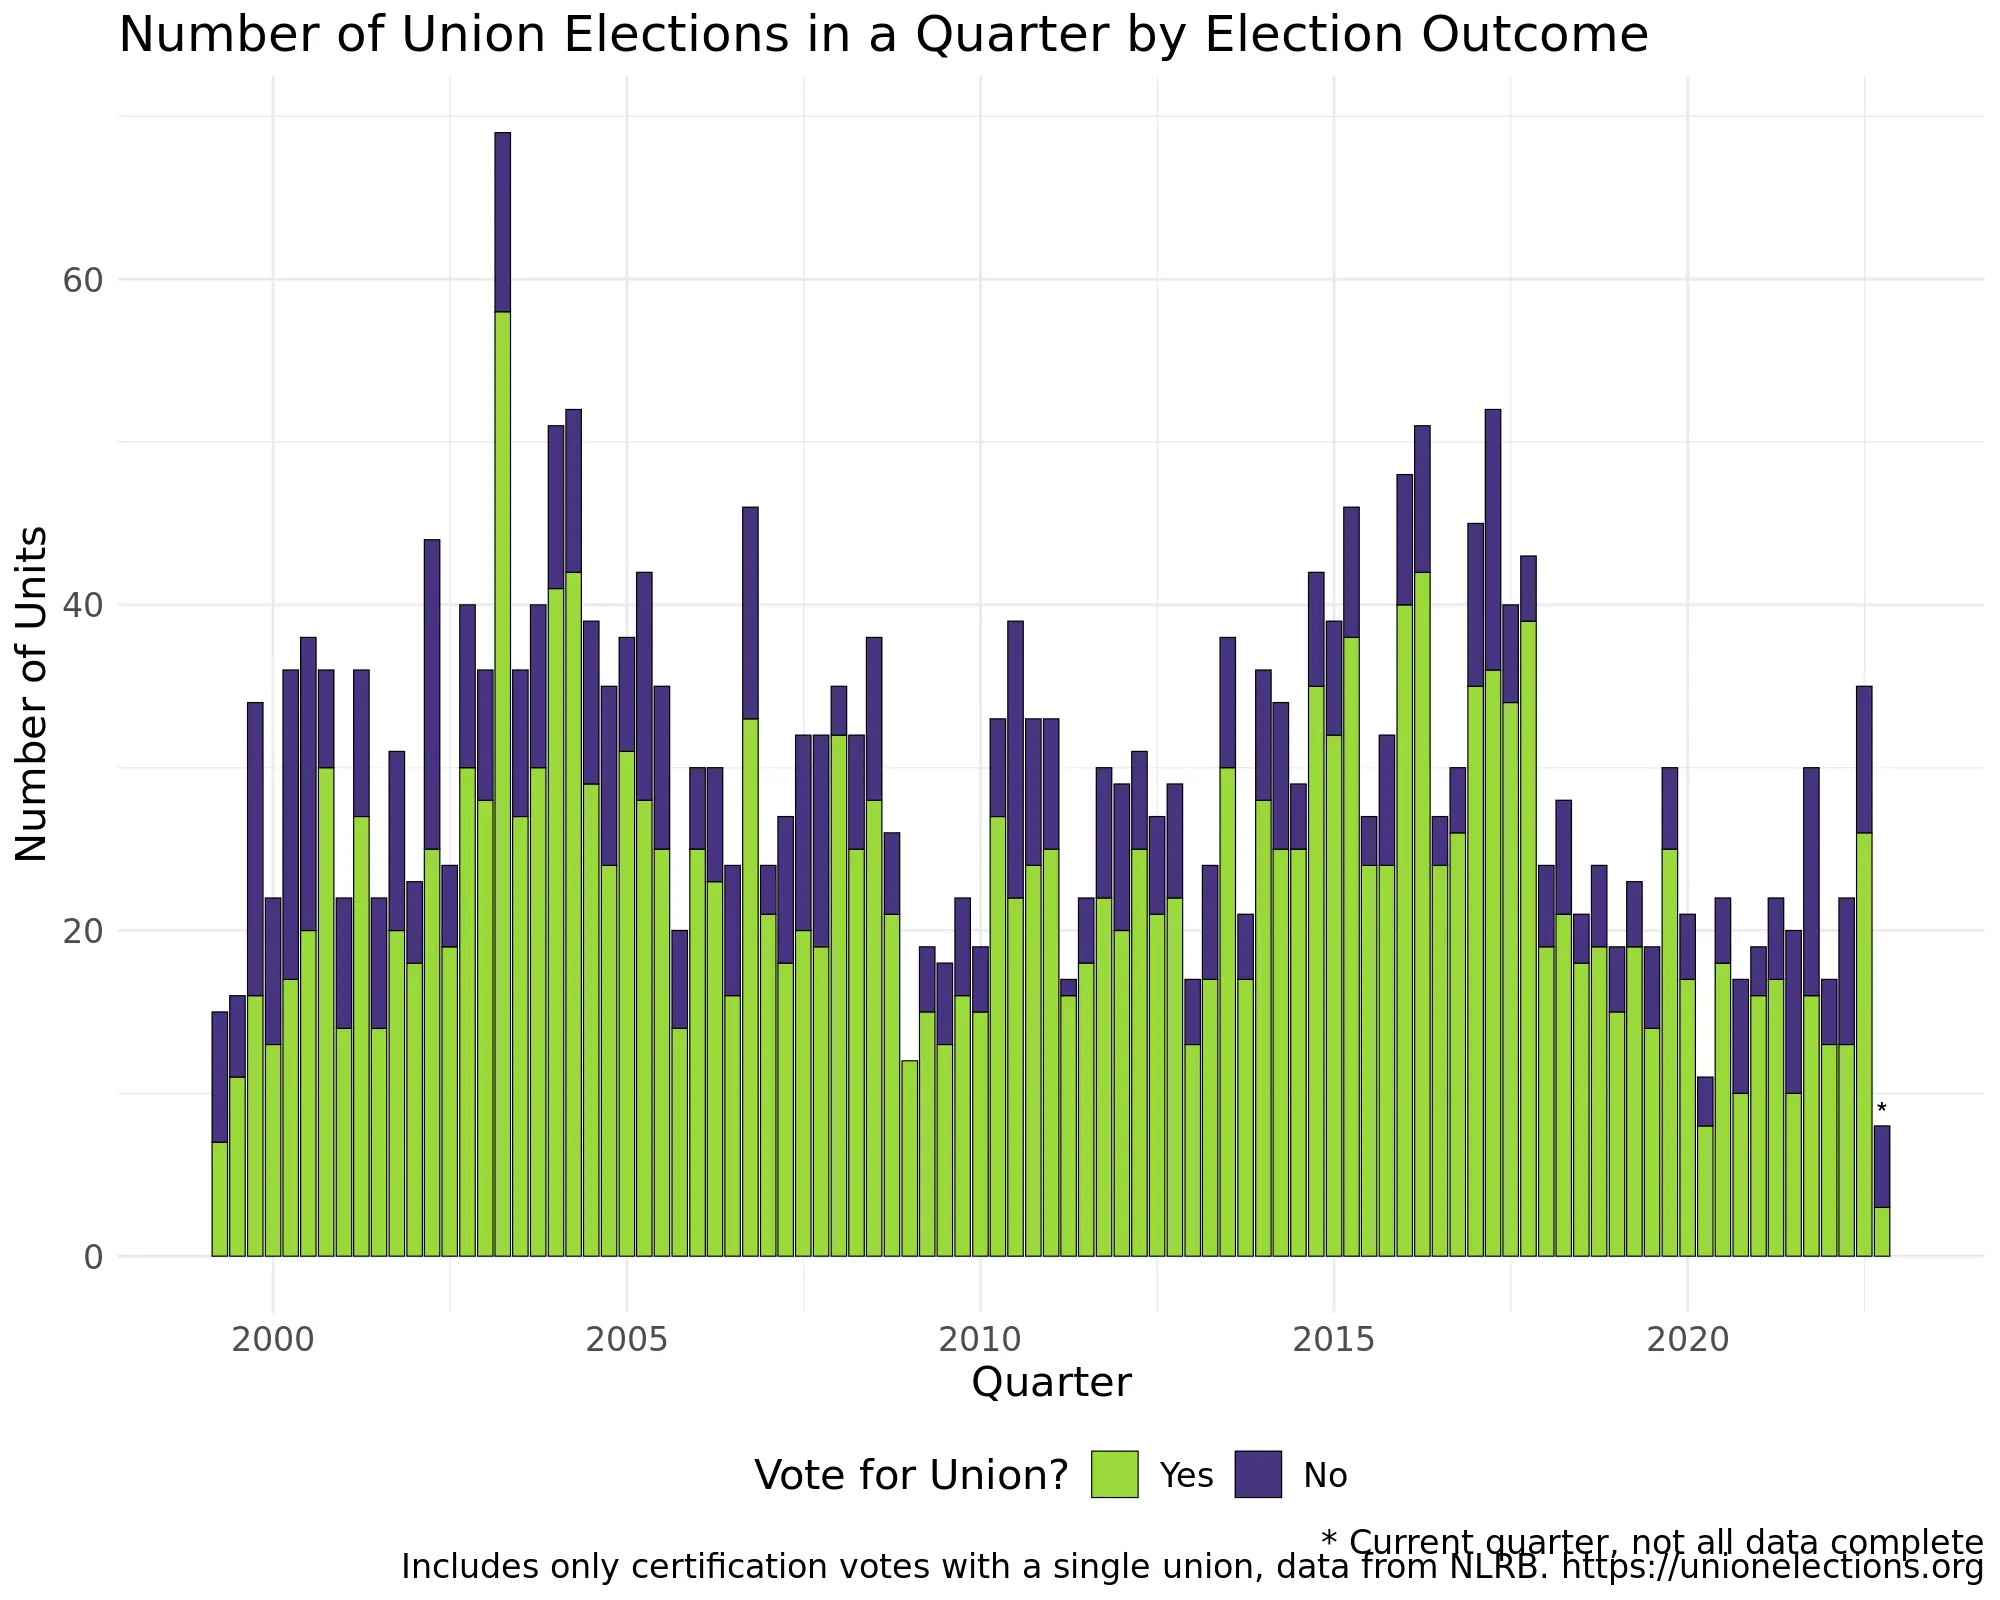 Number of Union Elections in a Quarter by Election Outcome
Number of Units
60
40
20
0
*
2000 2005 2010 2015 2020
Quarter
Vote for Union? Yes No
* Current quarter, not all data complete
Includes only certification votes with a single union, data from NLRB. https://unionelections.org